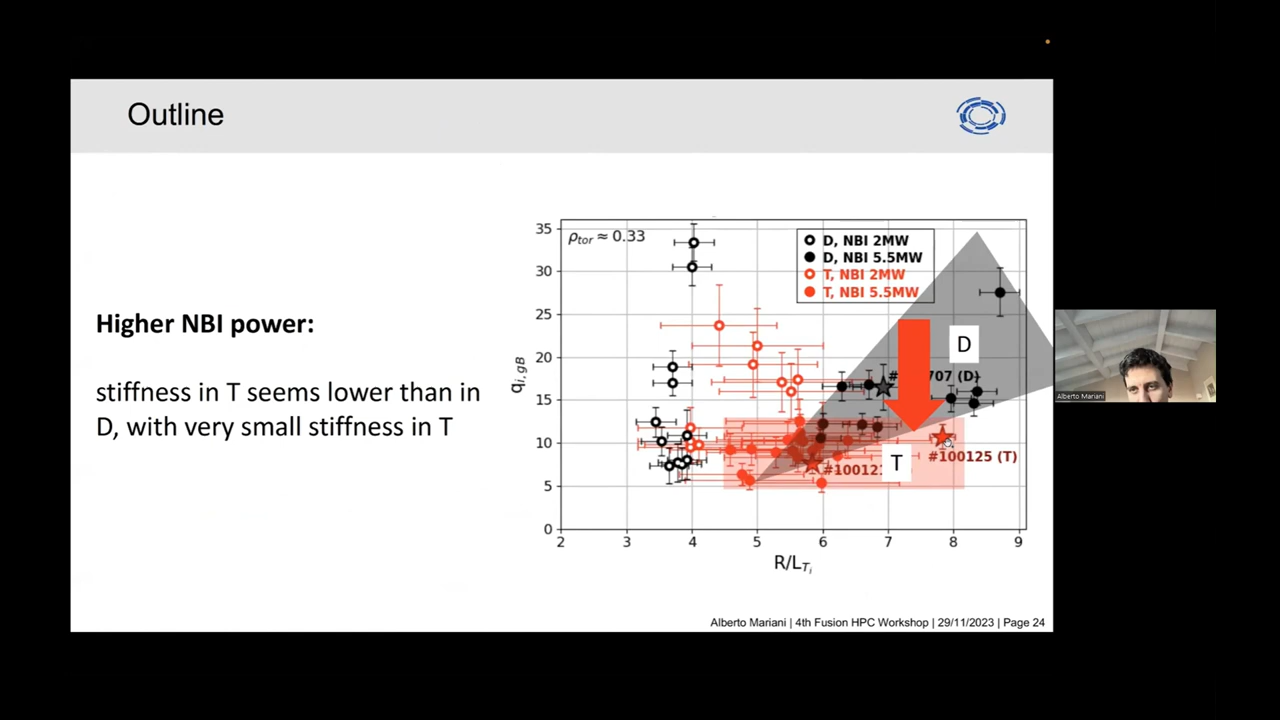 Outline
Higher NBI power:
stiffness in T seems lower than in
D, with very small stiffness in T
ρtor ≈ 0.33
D, NBI 2MW
D, NBI 5.5MW
T, NBI 2MW
T, NBI 5.5MW
D
707 (D)
T
#100125 (T)
qi,gB
35
30
25
20
15
10
5
0
2 3 4 5 6 7 8 9
R/LTi
Alberto Mariani
Alberto Mariani | 4th Fusion HPC Workshop | 29/11/2023 | Page 24